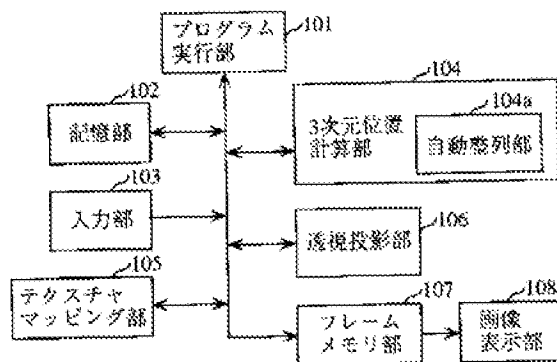 101
プログラム
実行部
102
記憶部
104
3次元位置
計算部
104a
自動整列部
103
入力部
105
テクスチャ
マッピング部
106
透視投影部
107
フレーム
メモリ部
108
画像
表示部